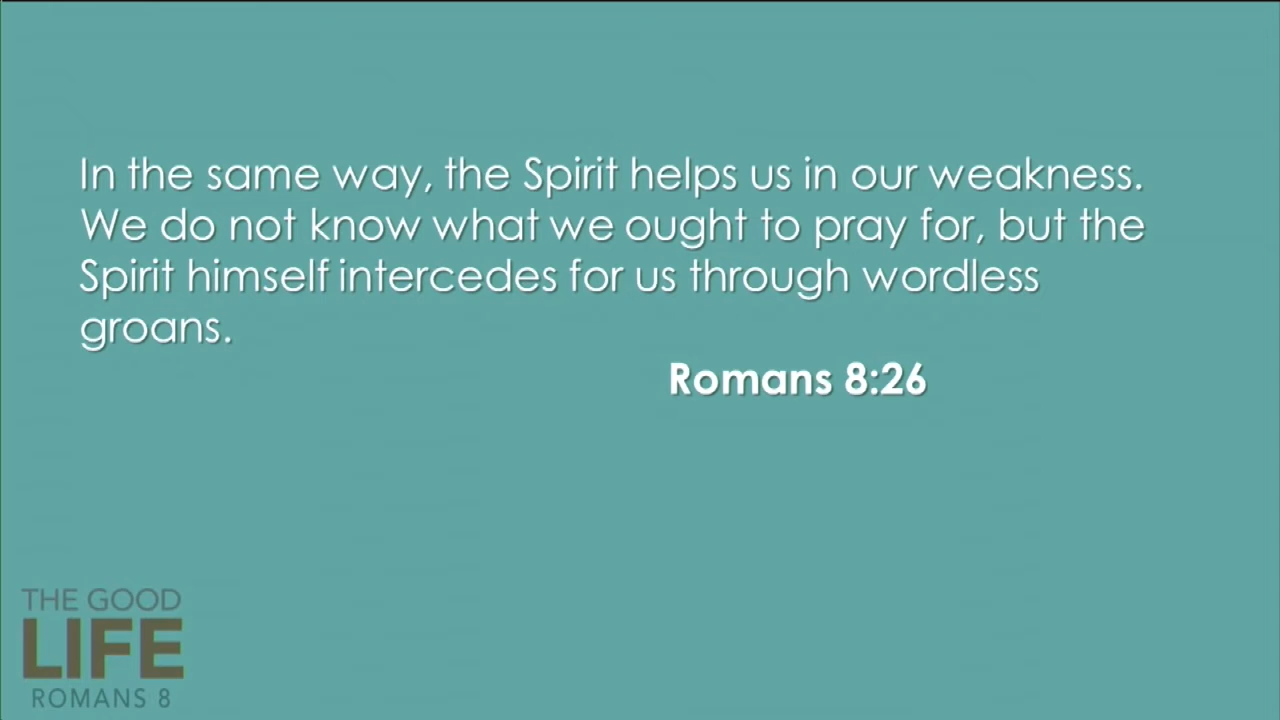 In the same way, the Spirit helps us in our weakness.
We do not know what we ought to pray for, but the
Spirit himself intercedes for us through wordless
groans.
Romans 8:26
THE GOOD
LIFE
ROMANS 8